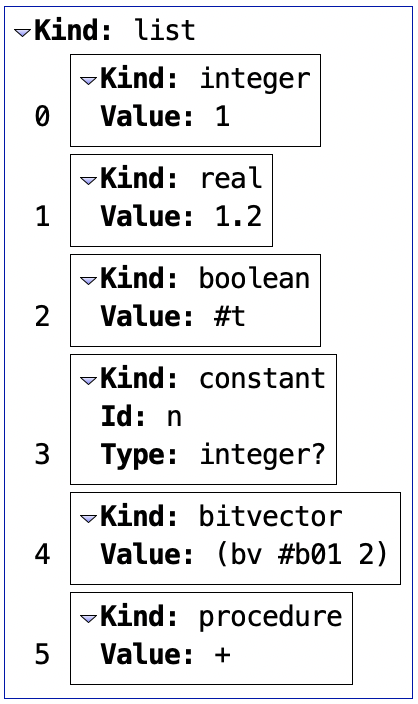 Kind: list
Kind: integer
0 Value: 1
Kind: real
1 Value: 1.2
Kind: boolean
2 Value: #t
Kind: constant
Id: n
3 Type: integer?
Kind: bitvector
4 Value: (bv #b01 2)
Kind: procedure
5 Value: +